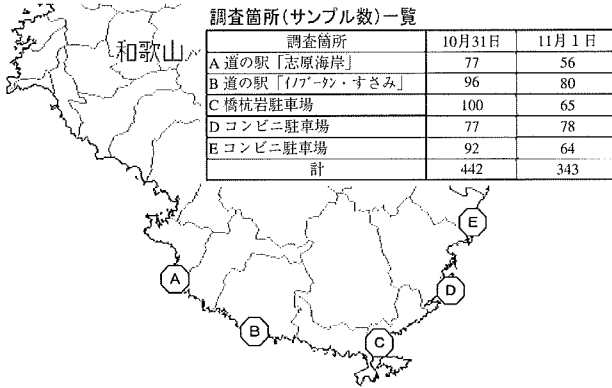 調査箇所(サンプル数)一覧
調査箇所 10月31日 11月1日
A 道の駅「志原海岸」 77 56
B 道の駅「イノブータン・すさみ」 96 80
C 橋杭岩駐車場 100 65
D コンビニ駐車場 77 78
E コンビニ駐車場 92 64
計 442 343
和歌山
E
A
D
B
C